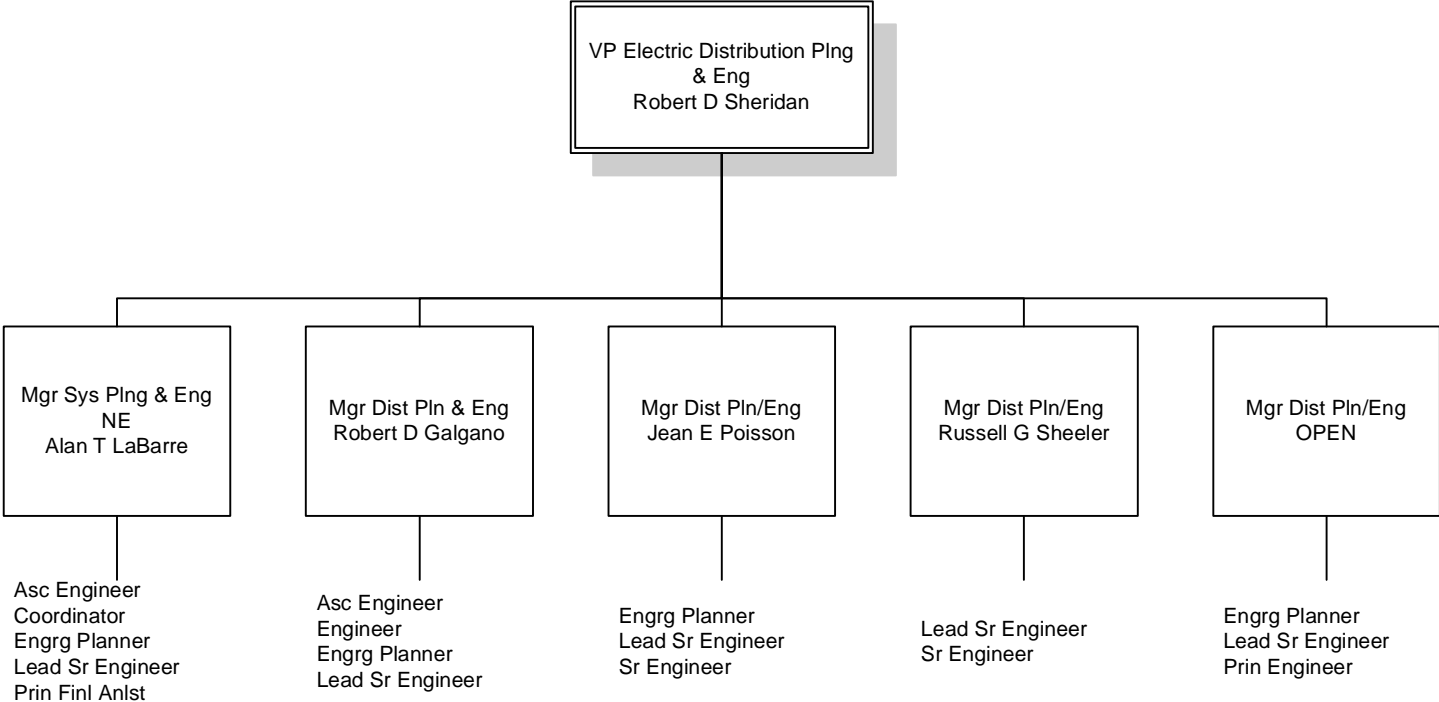 VP Electric Distribution Plng
& Eng
Robert D Sheridan
Mgr Sys Plng & Eng
NE
Alan T LaBarre
Mgr Dist Pln & Eng
Robert D Galgano
Mgr Dist Pln/Eng
Jean E Poisson
Mgr Dist Pln/Eng
Russell G Sheeler
Mgr Dist Pln/Eng
OPEN
Asc Engineer
Coordinator
Engrg Planner
Lead Sr Engineer
Prin Finl Anlst
Asc Engineer
Engineer
Engrg Planner
Lead Sr Engineer
Engrg Planner
Lead Sr Engineer
Sr Engineer
Lead Sr Engineer
Sr Engineer
Engrg Planner
Lead Sr Engineer
Prin Engineer